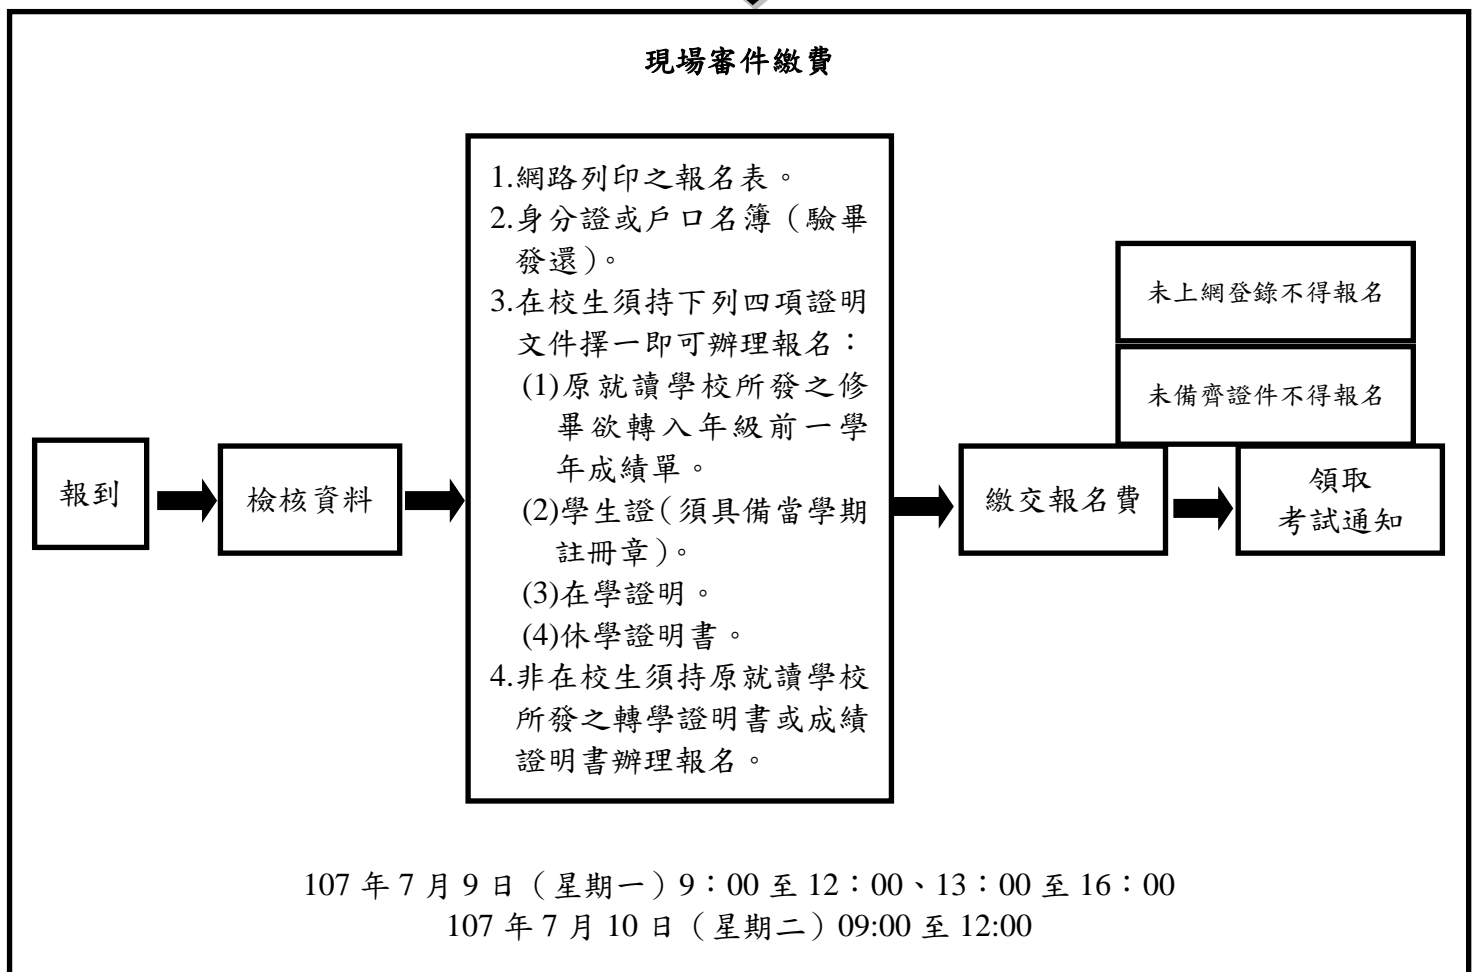 現場審件繳費
報到
檢核資料
1.網路列印之報名表。
2.身分證或戶口名簿（驗畢
發還）。
3.在校生須持下列四項證明
文件擇一即可辦理報名：
(1)原就讀學校所發之修
畢欲轉入年級前一學
年成績單。
(2)學生證（須具備當學期
註冊章）。
(3)在學證明。
(4)休學證明書。
4.非在校生須持原就讀學校
所發之轉學證明書或成績
證明書辦理報名。
未上網登錄不得報名
未備齊證件不得報名
繳交報名費
領取
考試通知
107 年 7 月 9 日（星期一）9：00 至 12：00、13：00 至 16：00
107 年 7 月 10 日（星期二）09:00 至 12:00